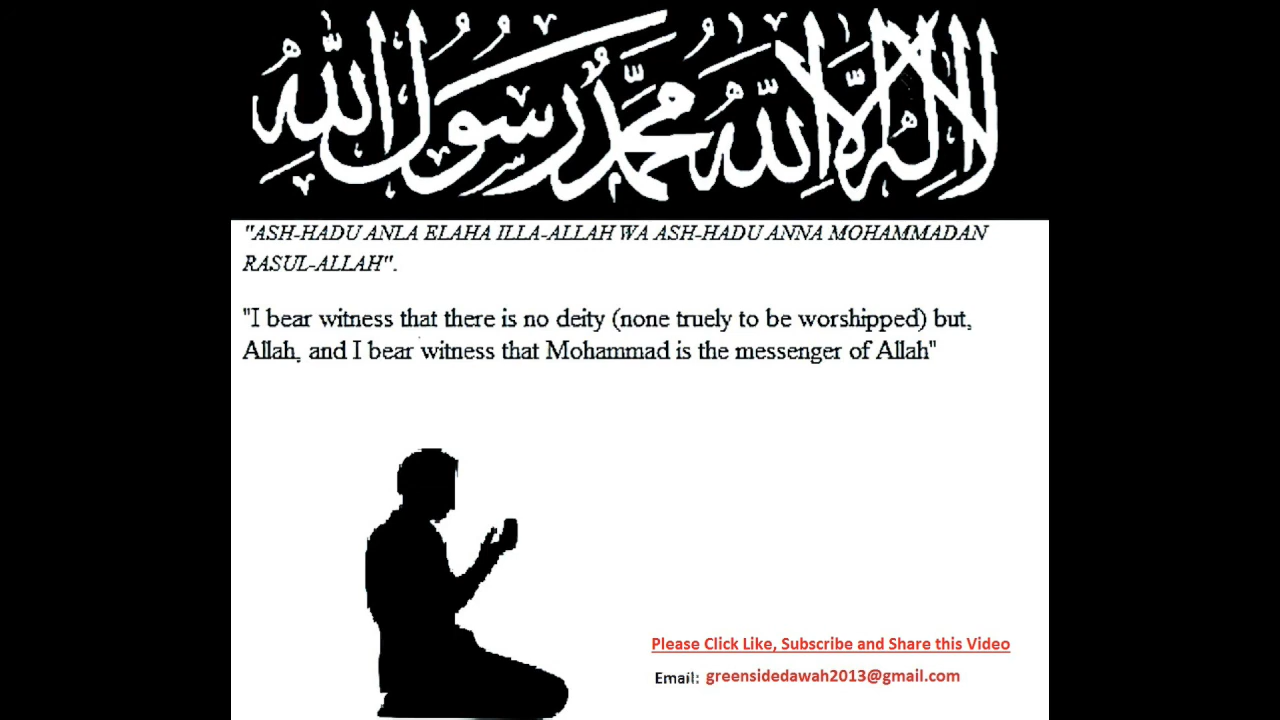 لا إله إلا الله محمد رسول الله
"ASH-HADU ANLA ELAHA ILLA-ALLAH WA ASH-HADU ANNA MOHAMMADAN
RASUL-ALLAH".
"I bear witness that there is no deity (none truely to be worshipped) but,
Allah, and I bear witness that Mohammad is the messenger of Allah"
Please Click Like, Subscribe and Share this Video
Email: greensidedawah2013@gmail.com